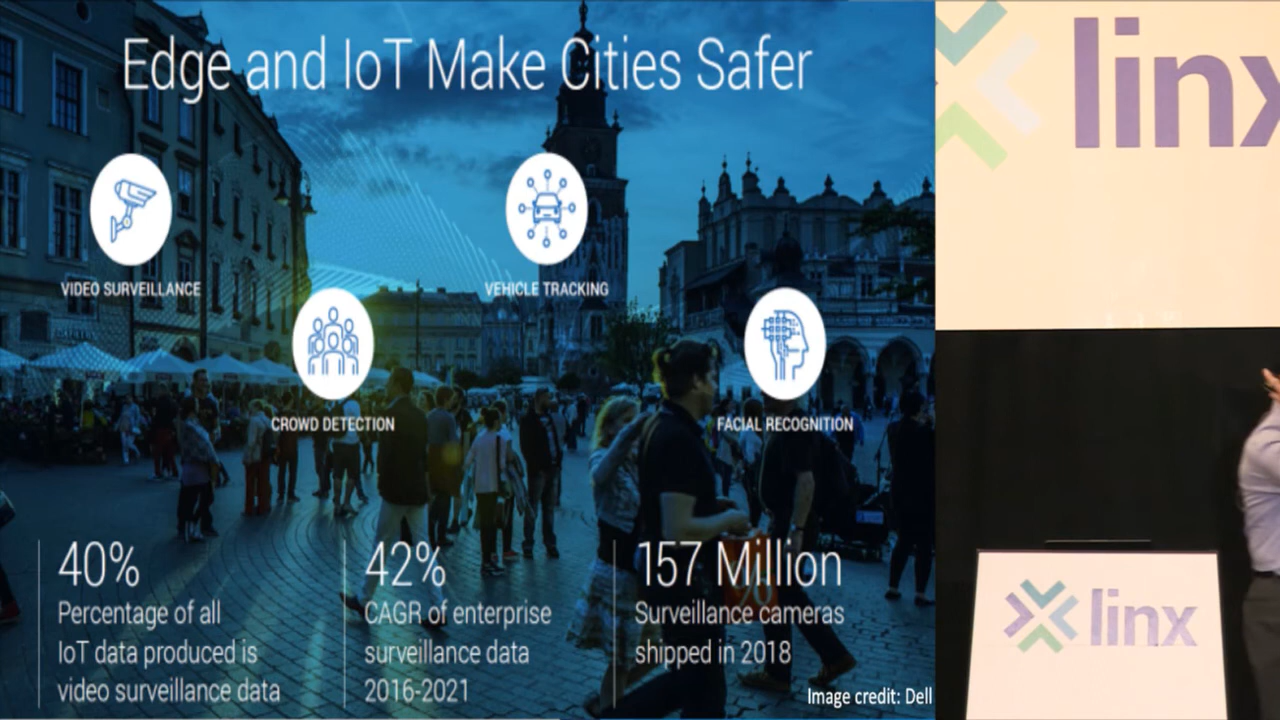 Edge and IoT Make Cities Safer
VIDEO SURVEILLANCE
VEHICLE TRACKING
CROWD DETECTION
FACIAL RECOGNITION
40%
Percentage of all
IoT data produced is
video surveillance data
42%
CAGR of enterprise
surveillance data
2016-2021
157 Million
Surveillance cameras
shipped in 2018
Image credit: Dell
linx
linx